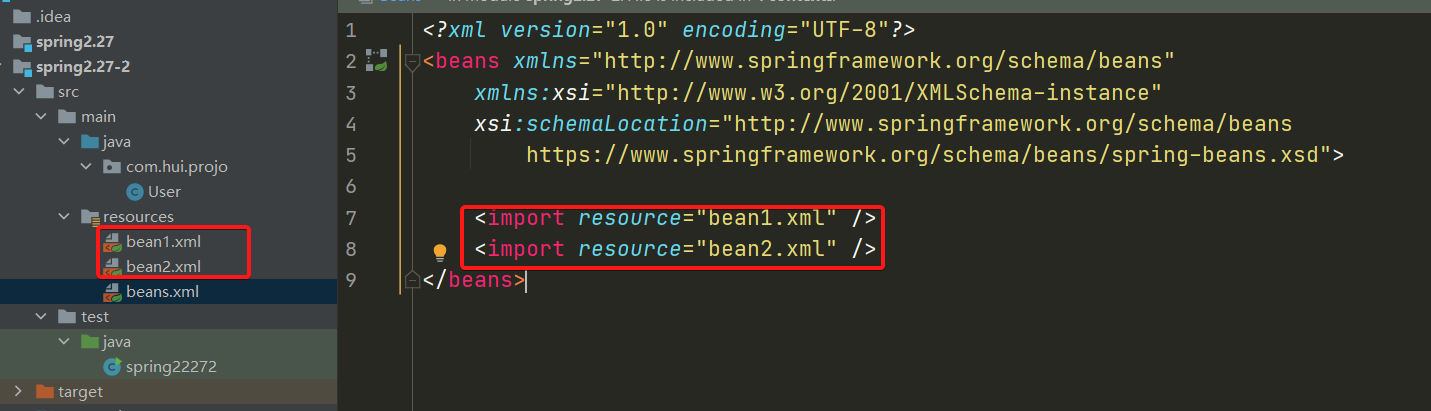 .idea
spring2.27
spring2.27-2
src
main
java
com.hui.projo
User
resources
bean1.xml
bean2.xml
beans.xml
test
java
spring22272
target
1 <?xml version="1.0" encoding="UTF-8"?>
2 <beans xmlns="http://www.springframework.org/schema/beans"
3 xmlns:xsi="http://www.w3.org/2001/XMLSchema-instance"
4 xsi:schemaLocation="http://www.springframework.org/schema/beans
5 https://www.springframework.org/schema/beans/spring-beans.xsd">
6
7 <import resource="bean1.xml" />
8 <import resource="bean2.xml" />
9 </beans>